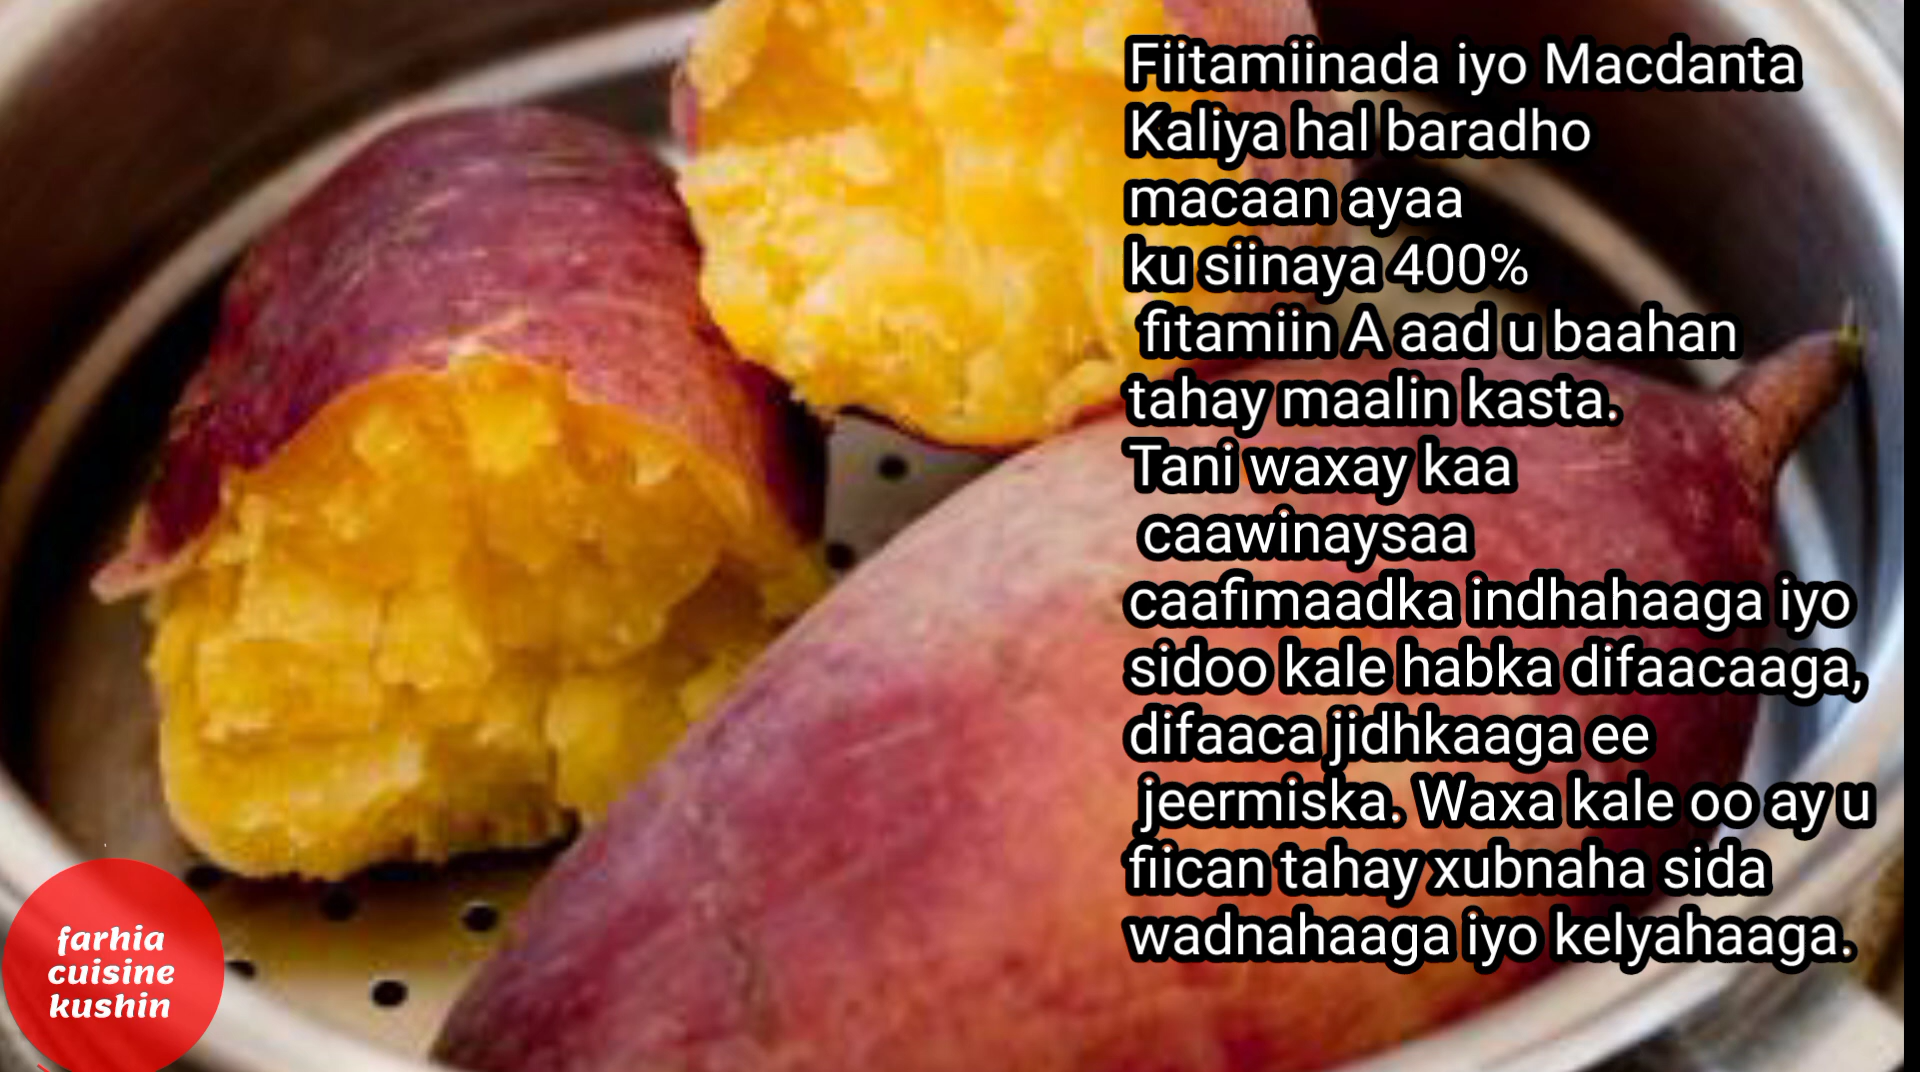 Fiitamiinada iyo Macdanta
Kaliya hal baradho
macaan ayaa
ku siinaya 400%
fitamiin A aad u baahan
tahay maalin kasta.
Tani waxay kaa
caawinaysaa
caafimaadka indhahaaga iyo
sidoo kale habka difaacaaga,
difaaca jidhkaaga ee
jeermiska. Waxa kale oo ay u
fiican tahay xubnaha sida
wadnahaaga iyo kelyahaaga.
farhia
cuisine
kushin